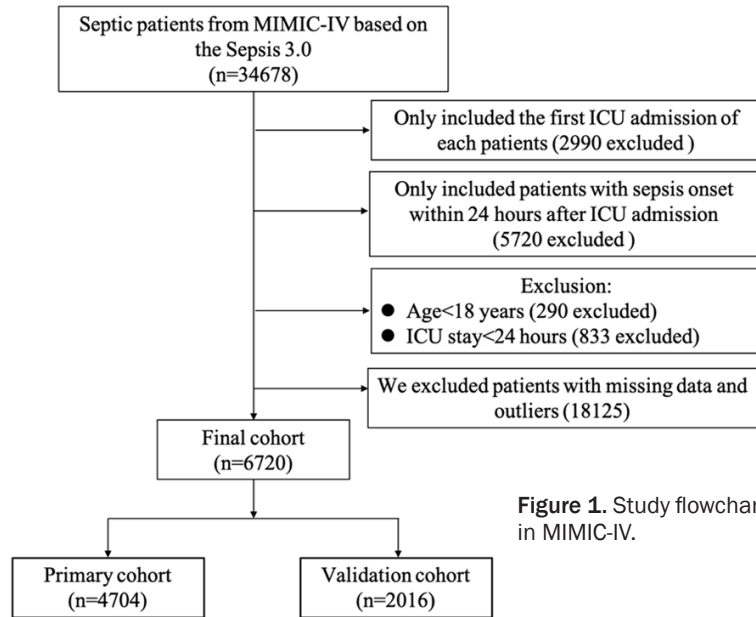 Septic patients from MIMIC-IV based on
the Sepsis 3.0
(n=34678)
Only included the first ICU admission of
each patients (2990 excluded )
Only included patients with sepsis onset
within 24 hours after ICU admission
(5720 excluded )
Exclusion:
● Age<18 years (290 excluded)
● ICU stay<24 hours (833 excluded)
We excluded patients with missing data and
outliers (18125)
Final cohort
(n=6720)
Figure 1. Study flowchar
in MIMIC-IV.
Primary cohort
(n=4704)
Validation cohort
(n=2016)